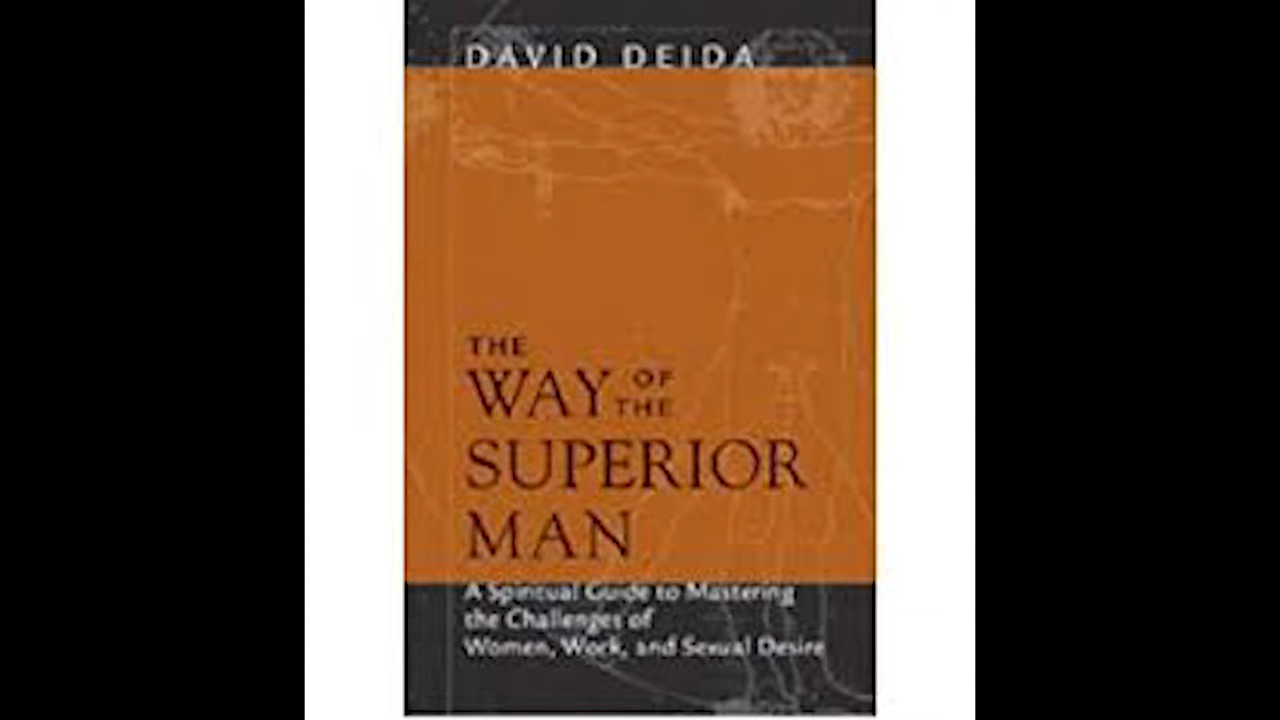 DAVID DEIDA
THE
WAY OF THE
SUPERIOR
MAN
A Spiritual Guide to Mastering
the Challenges of
Women, Work, and Sexual Desire